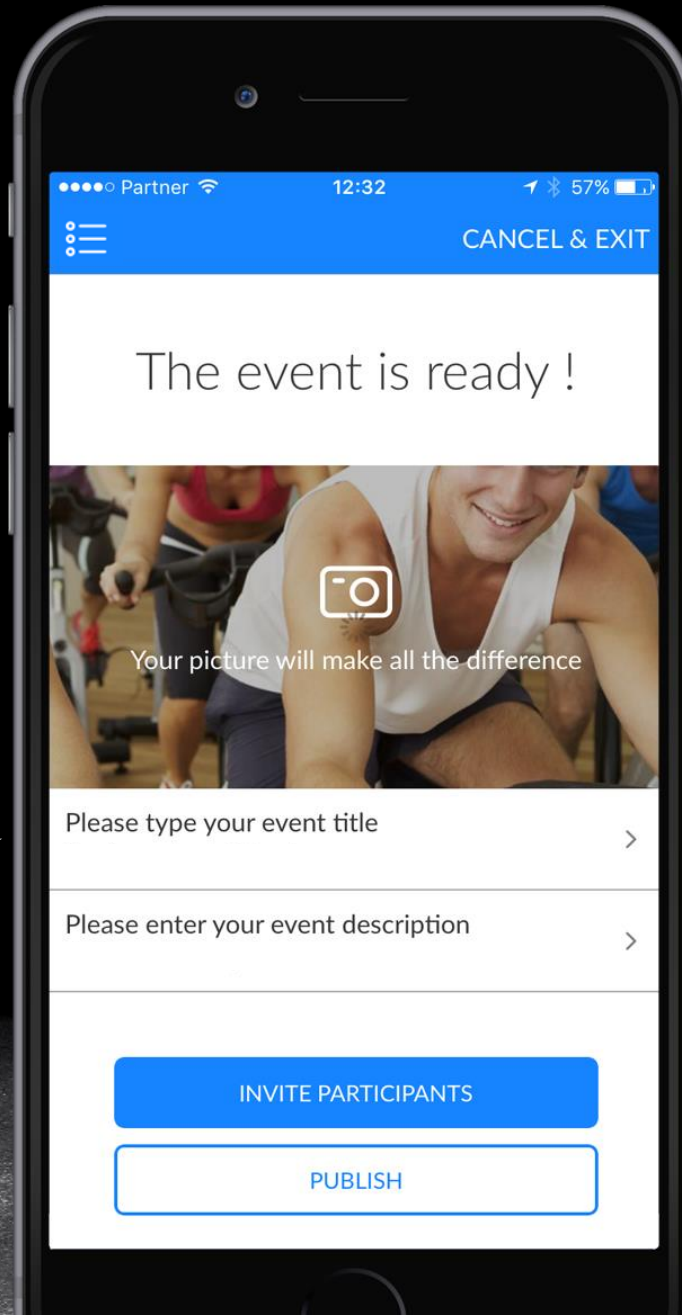 Partner 12:32 57%
CANCEL & EXIT
The event is ready !
Your picture will make all the difference
Please type your event title
Please enter your event description
INVITE PARTICIPANTS
PUBLISH